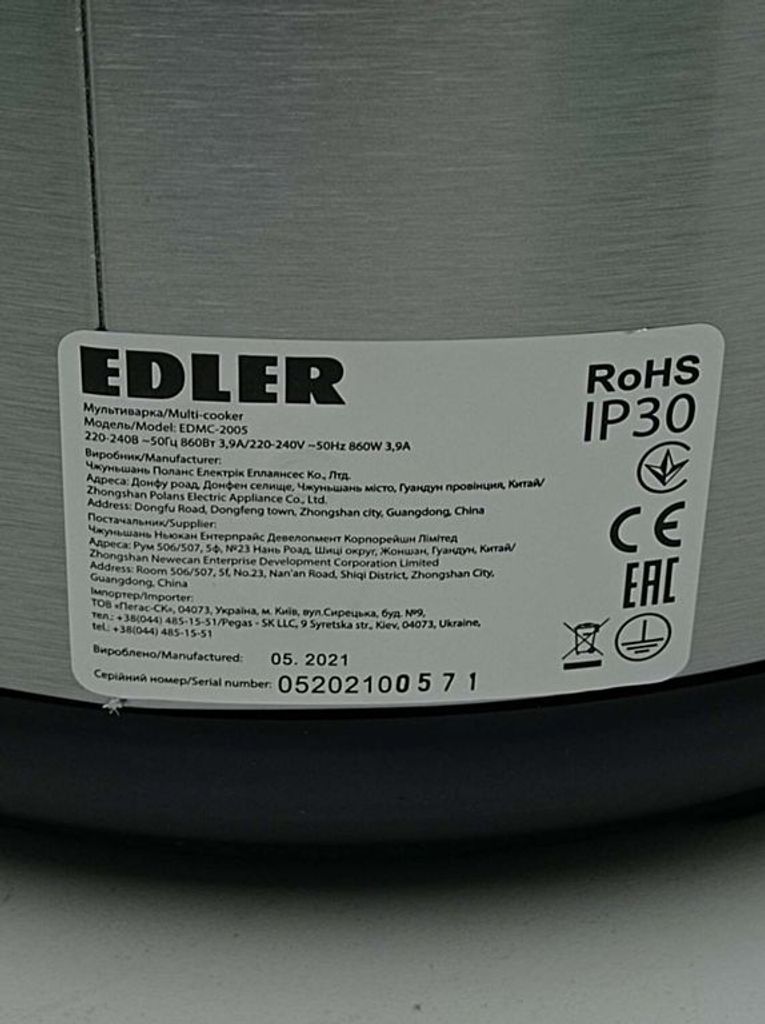 EDLER
Мультиварка/Multi-cooker
Модель/Model: EDMC-2005
220-240В ~50Гц 860Вт 3,9А/220-240V ~50Hz 860W 3,9A
Виробник/Manufacturer:
Чжуньшань Поланс Електрік Еплаянсес Ко., Лтд.
Адреса: Донфу роад, Донфен селище, Чжуньшань місто, Гуандун провінция, Китай/
Zhongshan Polans Electric Appliance Co., Ltd.
Address: Dongfu Road, Dongfeng town, Zhongshan city, Guangdong, China
Постачальник/Supplier:
Чжуньшань Ньюкан Ентерпрайс Девелопмент Корпорейшн Лімітед
Адреса: Рум 506/507, 5ф, №23 Нань Роад, Шиці округ, Жоншан, Гуандун, Китай/
Zhongshan Newecan Enterprise Development Corporation Limited
Address: Room 506/507, 5f, No.23, Nan'an Road, Shiqi District, Zhongshan City,
Guangdong, China
Імпортер/Importer:
ТОВ «Пегас-СК», 04073, Україна, м. Київ, вул.Сирецька, буд. №9,
тел.: +38(044) 485-15-51/Pegas - SK LLC, 9 Syretska str., Kiev, 04073, Ukraine,
tel.: +38(044) 485-15-51
Вироблено/Manufactured: 05. 2021
Серійний номер/Serial number: 05202100571
RoHS
IP30
CE
EAC